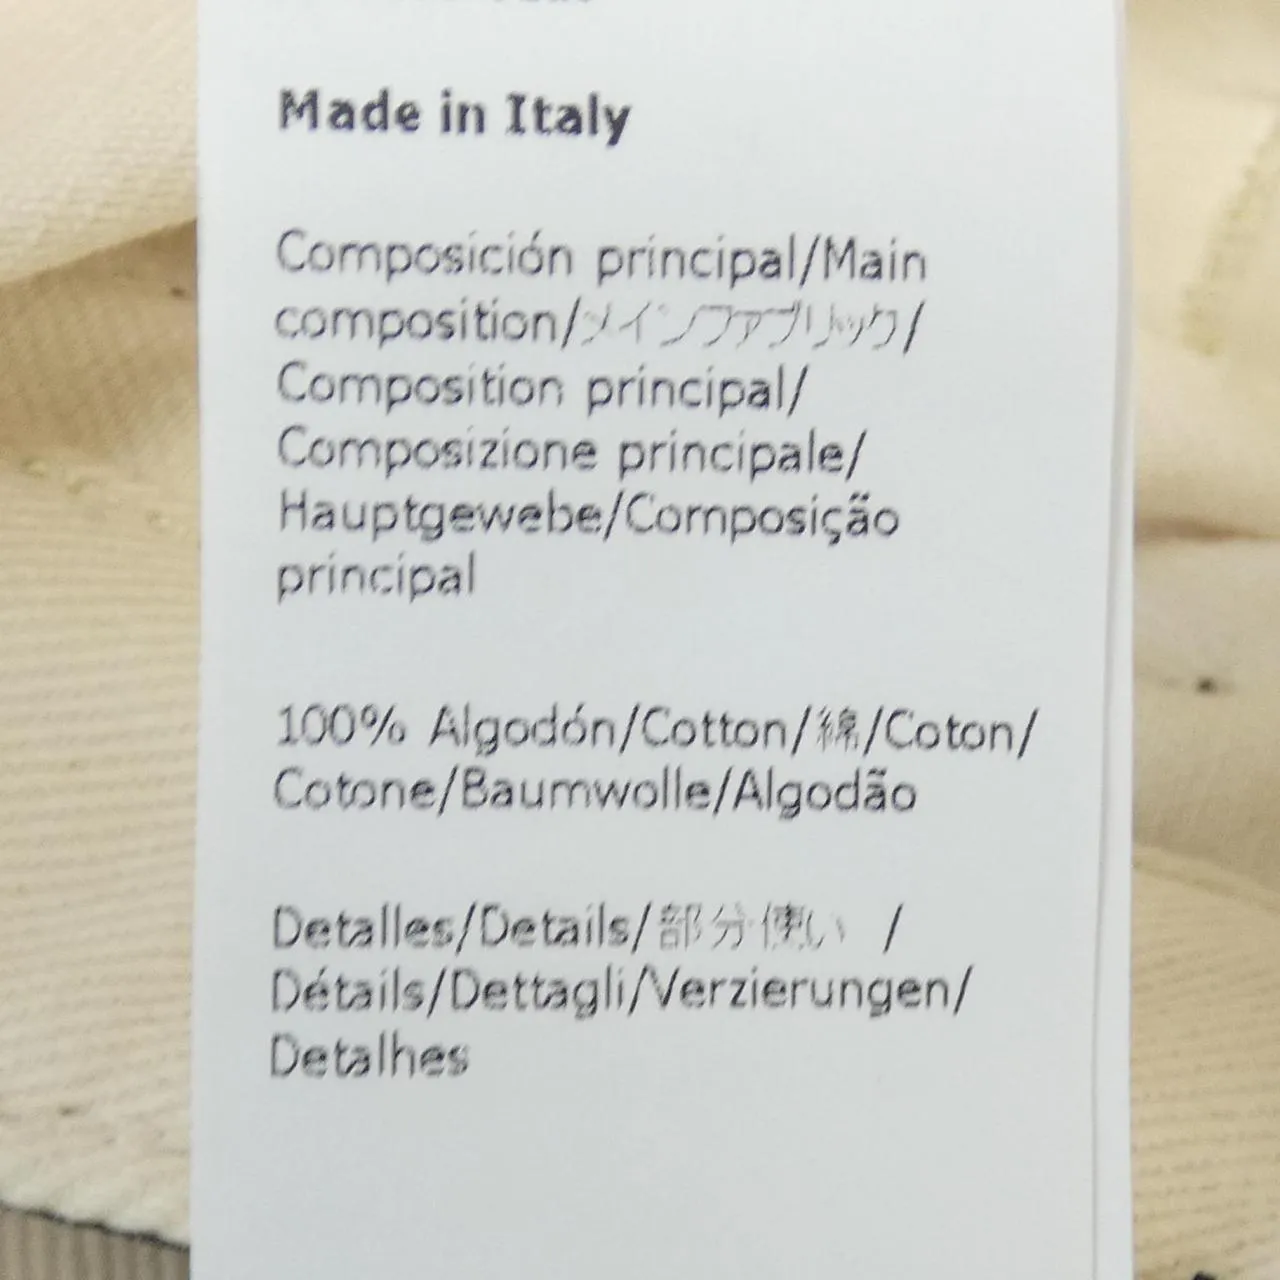 Made in Italy
Composición principal/Main
composition/メインファブリック/
Composition principal/
Composizione principale/
Hauptgewebe/Composição
principal
100% Algodón/Cotton/綿/Coton/
Cotone/Baumwolle/Algodão
Detalles/Details/部分使い /
Détails/Dettagli/Verzierungen/
Detalhes